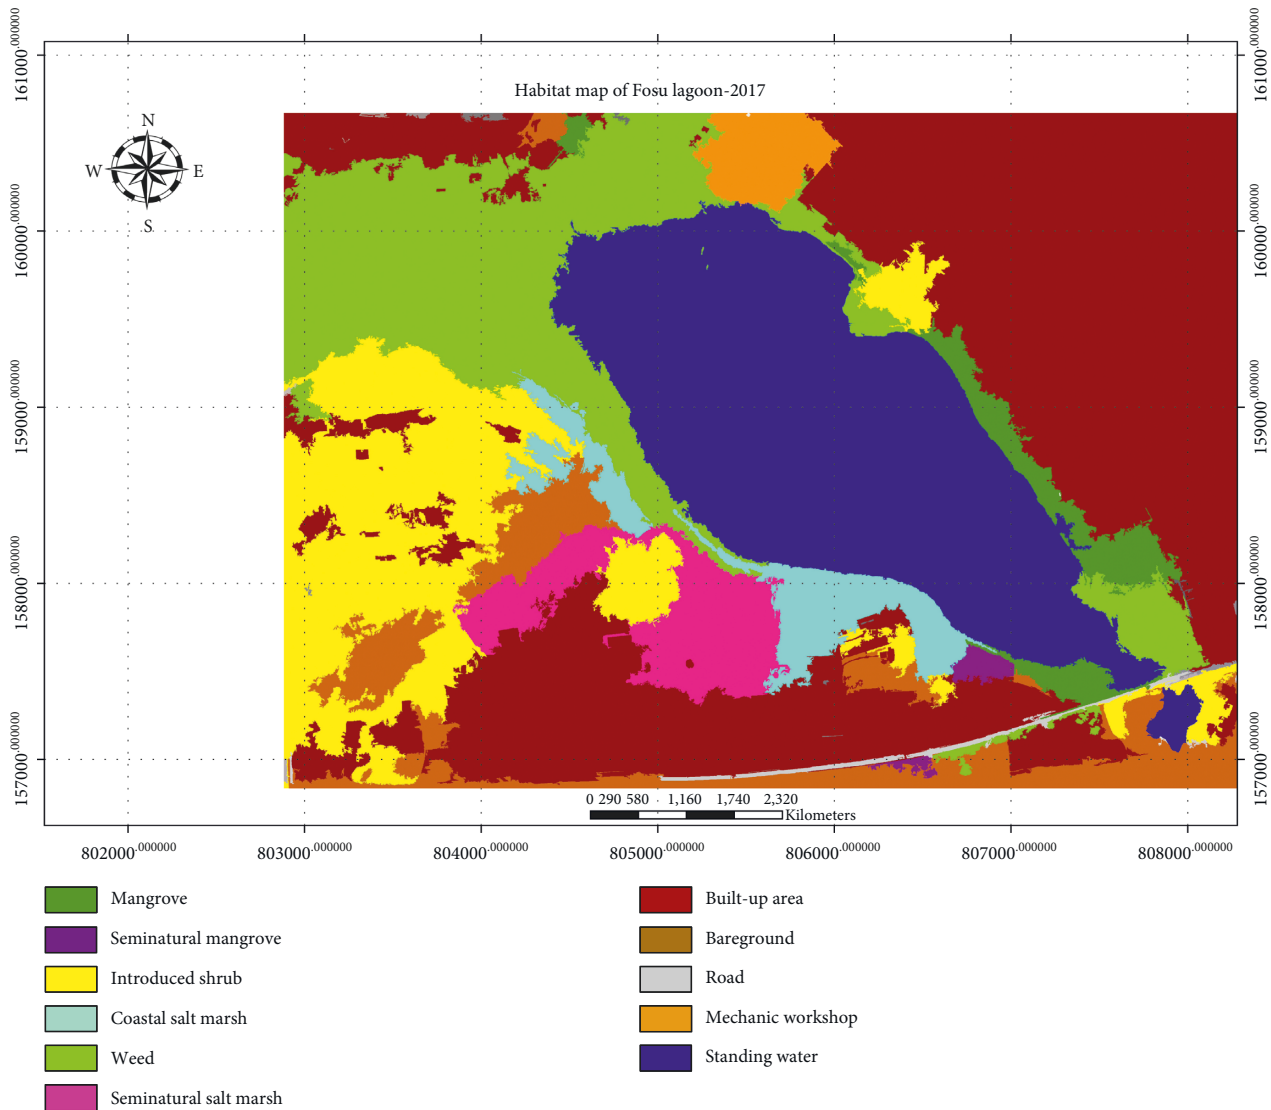 Habitat map of Fosu lagoon-2017
N
W E
S
161000.000000
160000.000000
159000.000000
158000.000000
157000.000000
161000.000000
160000.000000
159000.000000
158000.000000
157000.000000
0 290 580 1,160 1,740 2,320
Kilometers
802000.000000 803000.000000 804000.000000 805000.000000 806000.000000 807000.000000 808000.000000
Mangrove
Seminatural mangrove
Introduced shrub
Coastal salt marsh
Weed
Seminatural salt marsh
Built-up area
Bareground
Road
Mechanic workshop
Standing water